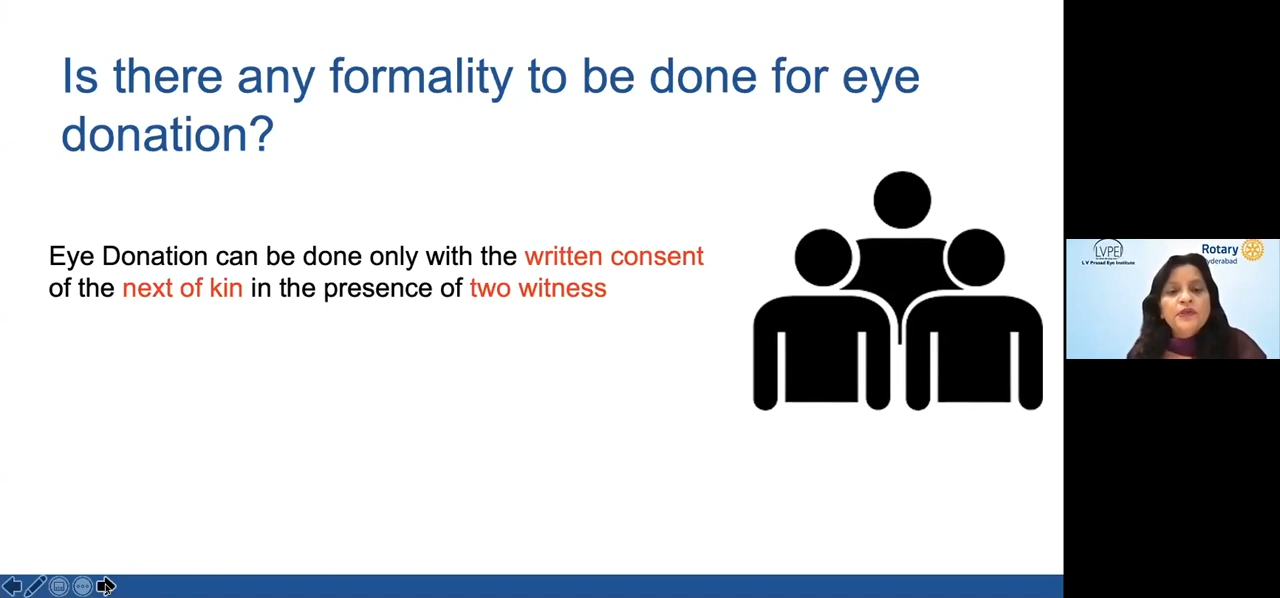 Is there any formality to be done for eye
donation?
Eye Donation can be done only with the written consent
of the next of kin in the presence of two witness
LVPEI
L V Prasad Eye Institute
Rotary
yderabad